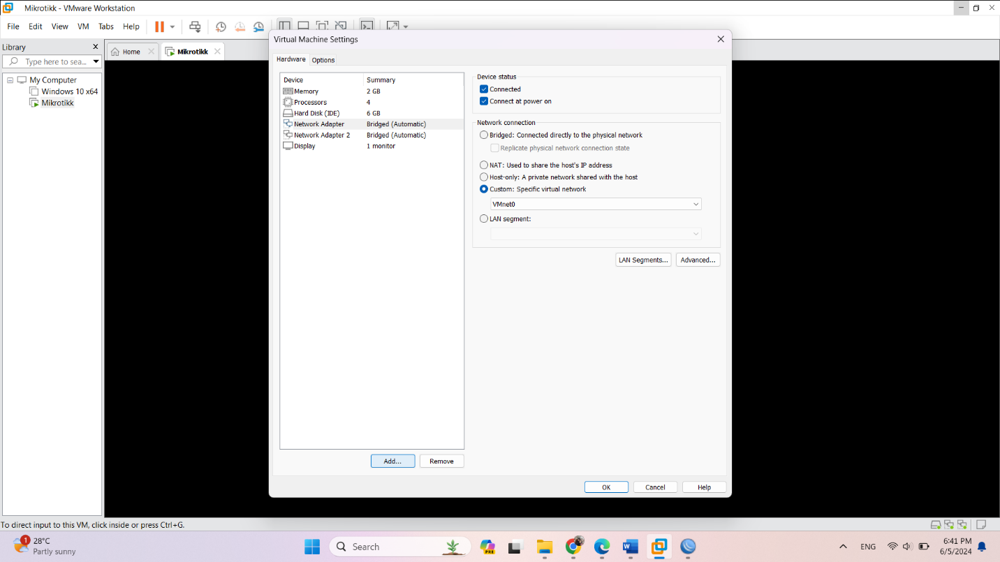 Mikrotikk - VMware Workstation
File Edit View VM Tabs Help
Library
Type here to sea...
My Computer
Windows 10 x64
Mikrotikk
Home
Mikrotikk
Virtual Machine Settings
Hardware Options
Device Summary
Memory 2 GB
Processors 4
Hard Disk (IDE) 6 GB
Network Adapter Bridged (Automatic)
Network Adapter 2 Bridged (Automatic)
Display 1 monitor
Add... Remove
Device status
Connected
Connect at power on
Network connection
Bridged: Connected directly to the physical network
Replicate physical network connection state
NAT: Used to share the host's IP address
Host-only: A private network shared with the host
Custom: Specific virtual network
VMnet0
LAN segment:
LAN Segments... Advanced...
OK Cancel Help
To direct input to this VM, click inside or press Ctrl+G.
1
28°C
Partly sunny
Search
PRE
ENG
6:41 PM
6/5/2024